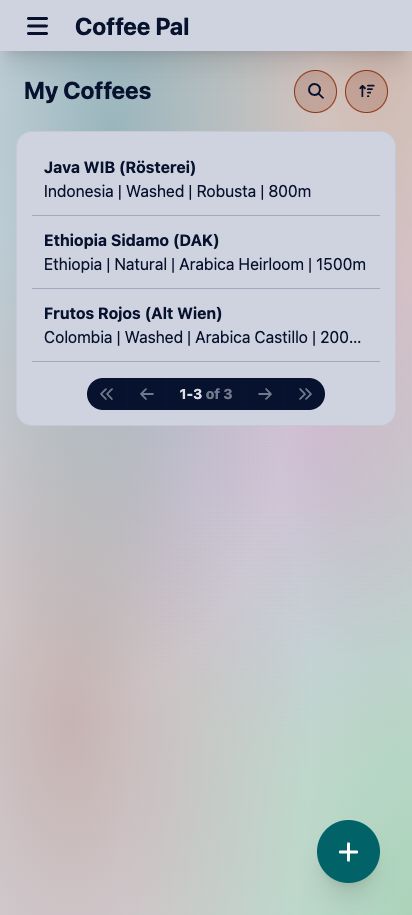 Coffee Pal
My Coffees
Java WIB (Rösterei)
Indonesia | Washed | Robusta | 800m
Ethiopia Sidamo (DAK)
Ethiopia | Natural | Arabica Heirloom | 1500m
Frutos Rojos (Alt Wien)
Colombia | Washed | Arabica Castillo | 200...
1-3 of 3